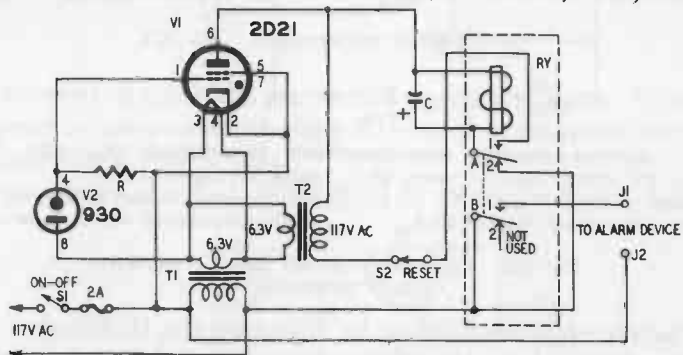 V1
2D21
6
1
5
7
3 4 2
4
R
V2
930
8
6.3V
T1
T2
6.3V
117V AC
ON-OFF
S1
2A
117V AC
S2 RESET
C
+
RY
A
1
2
B
1
2
NOT
USED
J1
TO ALARM DEVICE
J2